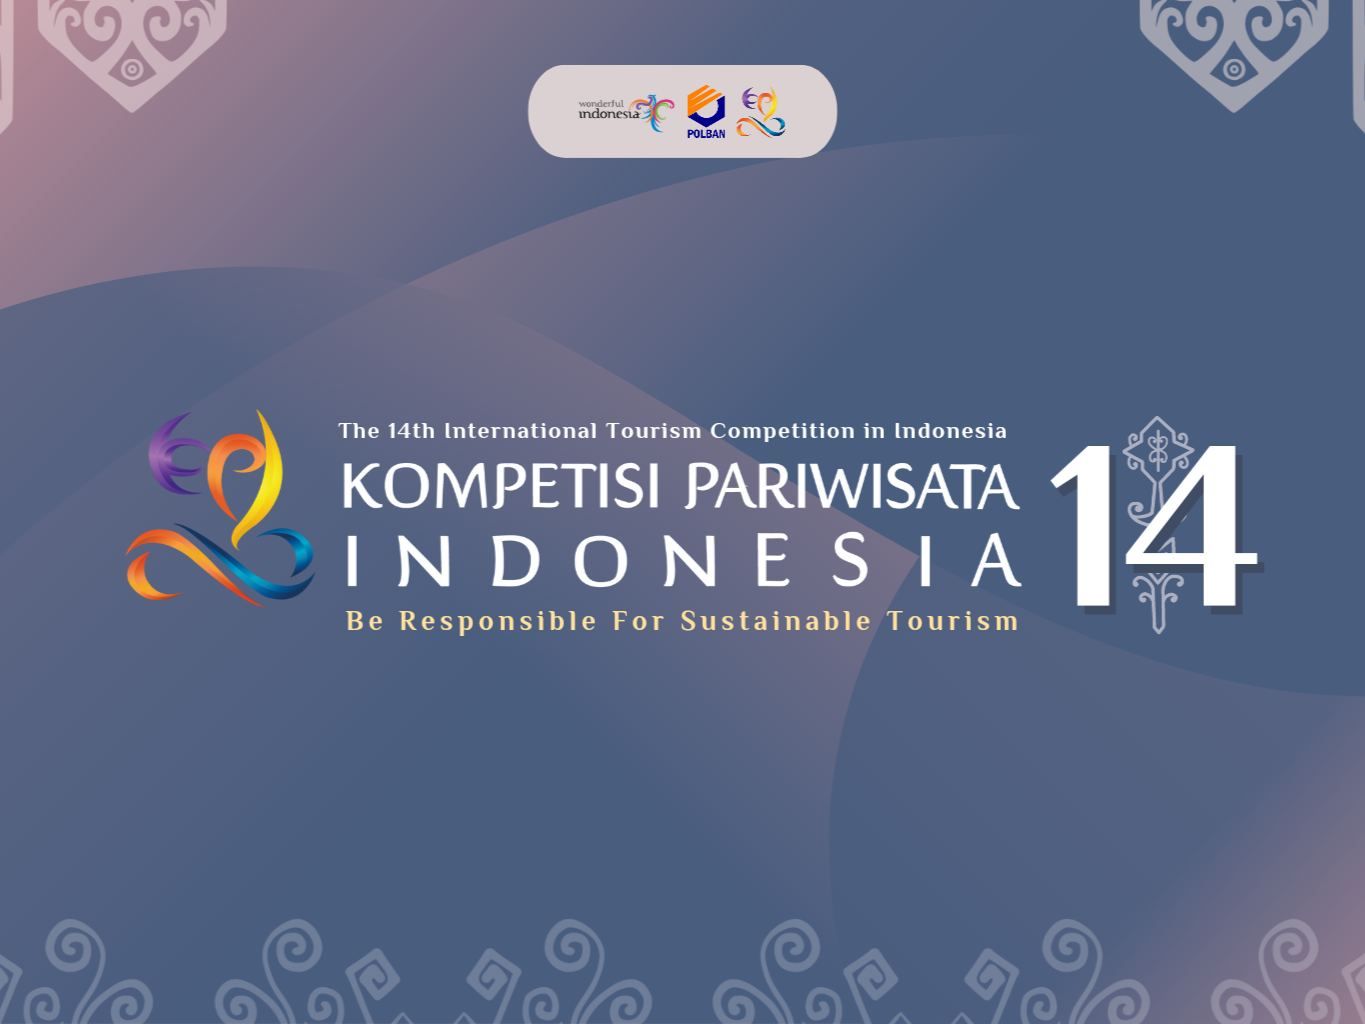 wonderful
indonesia
POLBAN
The 14th International Tourism Competition in Indonesia
KOMPETISI PARIWISATA
INDONESIA
14
Be Responsible For Sustainable Tourism